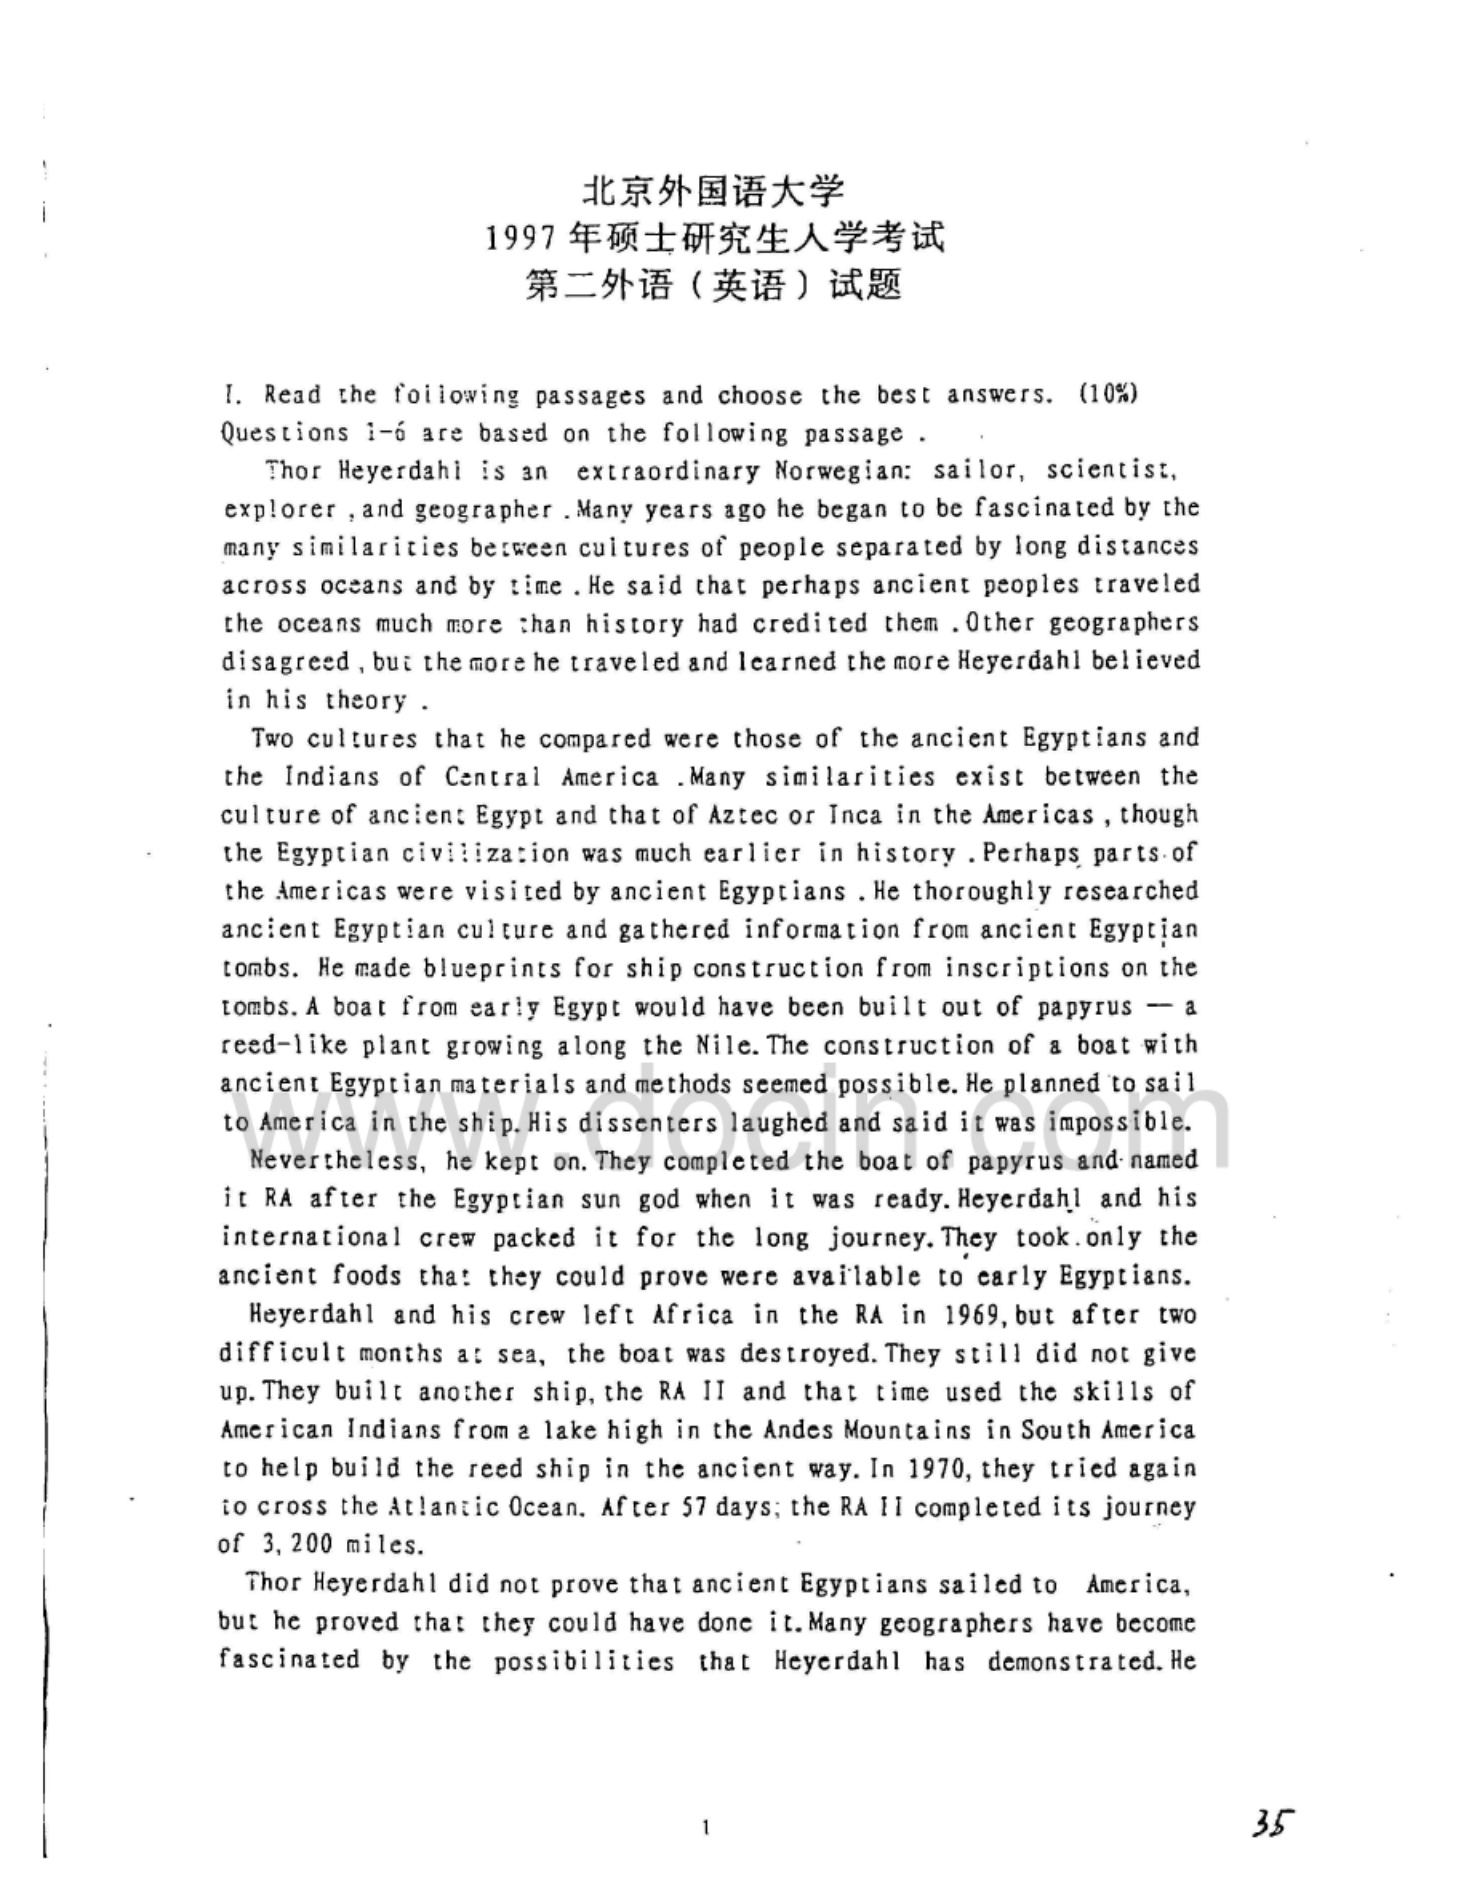 北京外国语大学
1997 年硕士研究生入学考试
第二外语（英语）试题
I. Read the following passages and choose the best answers. (10%)
Questions 1-6 are based on the following passage .
Thor Heyerdahl is an extraordinary Norwegian: sailor, scientist,
explorer ,and geographer .Many years ago he began to be fascinated by the
many similarities between cultures of people separated by long distances
across oceans and by time .He said that perhaps ancient peoples traveled
the oceans much more than history had credited them .Other geographers
disagreed ,but the more he traveled and learned the more Heyerdahl believed
in his theory .
Two cultures that he compared were those of the ancient Egyptians and
the Indians of Central America .Many similarities exist between the
culture of ancient Egypt and that of Aztec or Inca in the Americas , though
the Egyptian civilization was much earlier in history .Perhaps parts of
the Americas were visited by ancient Egyptians .He thoroughly researched
ancient Egyptian culture and gathered information from ancient Egyptian
tombs. He made blueprints for ship construction from inscriptions on the
tombs. A boat from early Egypt would have been built out of papyrus — a
reed-like plant growing along the Nile. The construction of a boat with
ancient Egyptian materials and methods seemed possible. He planned to sail
to America in the ship. His dissenters laughed and said it was impossible.
www.docin.com
Nevertheless, he kept on. They completed the boat of papyrus and named
it RA after the Egyptian sun god when it was ready. Heyerdahl and his
international crew packed it for the long journey. They took only the
ancient foods that they could prove were available to early Egyptians.
Heyerdahl and his crew left Africa in the RA in 1969, but after two
difficult months at sea, the boat was destroyed. They still did not give
up. They built another ship, the RA II and that time used the skills of
American Indians from a lake high in the Andes Mountains in South America
to help build the reed ship in the ancient way. In 1970, they tried again
to cross the Atlantic Ocean. After 57 days; the RA II completed its journey
of 3,200 miles.
Thor Heyerdahl did not prove that ancient Egyptians sailed to America,
but he proved that they could have done it. Many geographers have become
fascinated by the possibilities that Heyerdahl has demonstrated. He
1
35